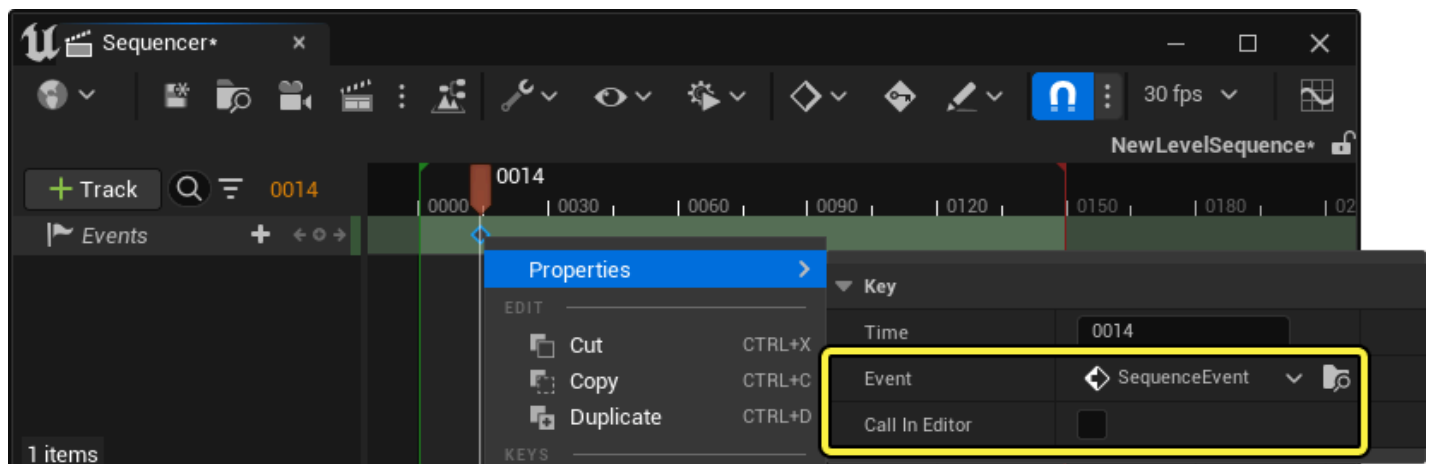 Sequencer*
30 fps
NewLevelSequence*
+ Track 0014
0014
0000 0030 0060 0090 0120 0150 0180 02
Events
Properties
Key
EDIT
Time 0014
Cut CTRL+X
Event SequenceEvent
Copy CTRL+C
Duplicate CTRL+D
Call In Editor
KEYS
1 items